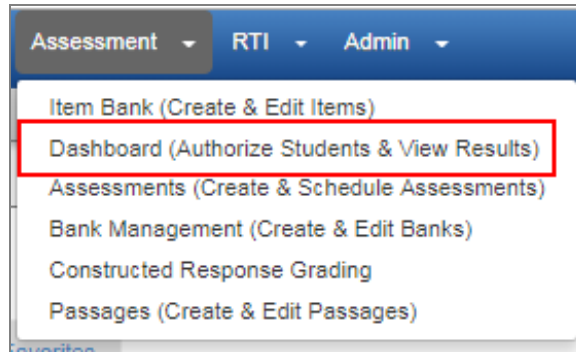 Assessment RTI Admin
Item Bank (Create & Edit Items)
Dashboard (Authorize Students & View Results)
Assessments (Create & Schedule Assessments)
Bank Management (Create & Edit Banks)
Constructed Response Grading
Passages (Create & Edit Passages)